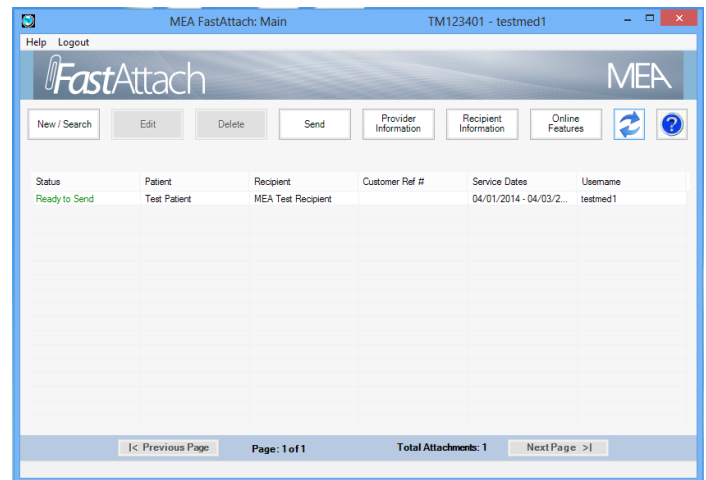 MEA FastAttach: Main TM123401 - testmed1
Help Logout
FastAttach MEA
New / Search Edit Delete Send Provider Information Recipient Information Online Features
Status Patient Recipient Customer Ref # Service Dates Username
Ready to Send Test Patient MEA Test Recipient 04/01/2014 - 04/03/2... testmed1
|< Previous Page Page: 1 of 1 Total Attachments: 1 Next Page >|